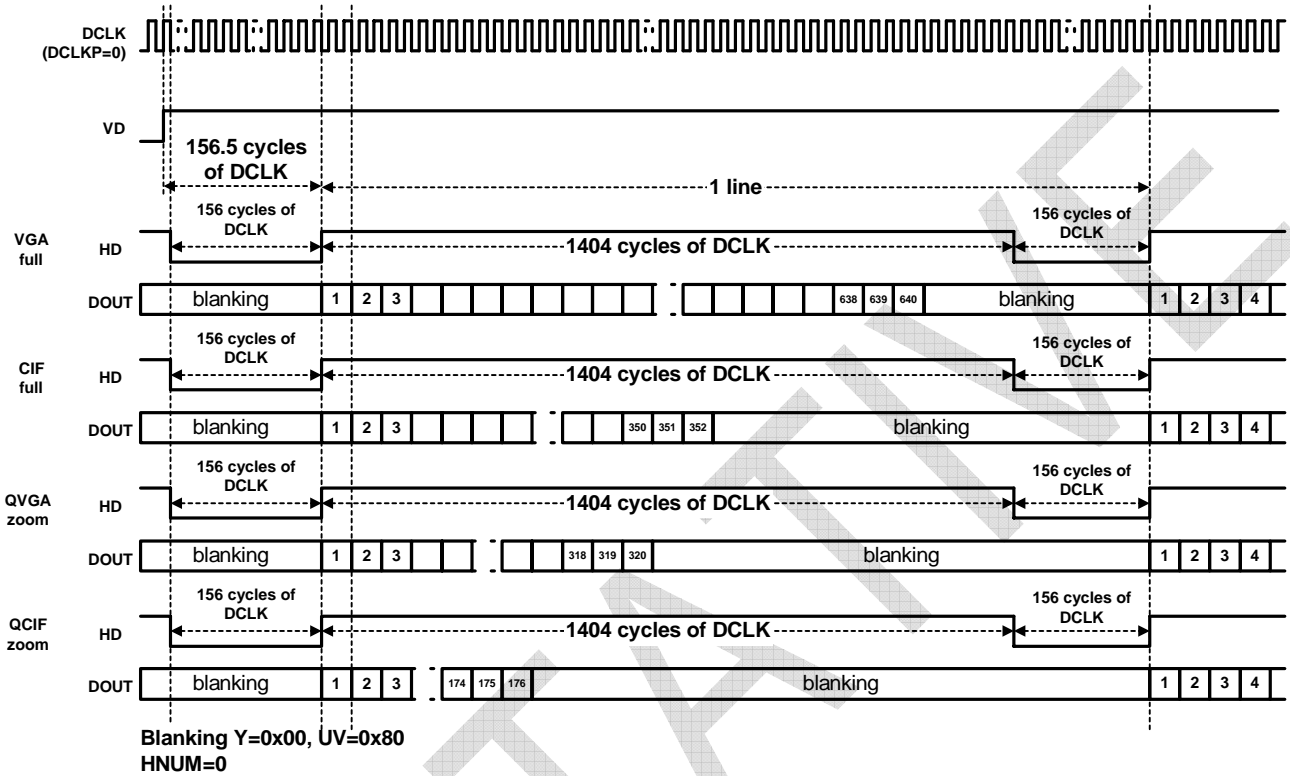 DCLK
(DCLKP=0)
VD
156.5 cycles
of DCLK
1 line
156 cycles of
DCLK
156 cycles of
DCLK
VGA
full
HD
1404 cycles of DCLK
DOUT
blanking
1 2 3
638 639 640
blanking
1 2 3 4
156 cycles of
DCLK
156 cycles of
DCLK
CIF
full
HD
1404 cycles of DCLK
DOUT
blanking
1 2 3
350 351 352
blanking
1 2 3 4
156 cycles of
DCLK
156 cycles of
DCLK
QVGA
zoom
HD
1404 cycles of DCLK
DOUT
blanking
1 2 3
318 319 320
blanking
1 2 3 4
156 cycles of
DCLK
156 cycles of
DCLK
QCIF
zoom
HD
1404 cycles of DCLK
DOUT
blanking
1 2 3
174 175 176
blanking
1 2 3 4
Blanking Y=0x00, UV=0x80
HNUM=0
TATIVE